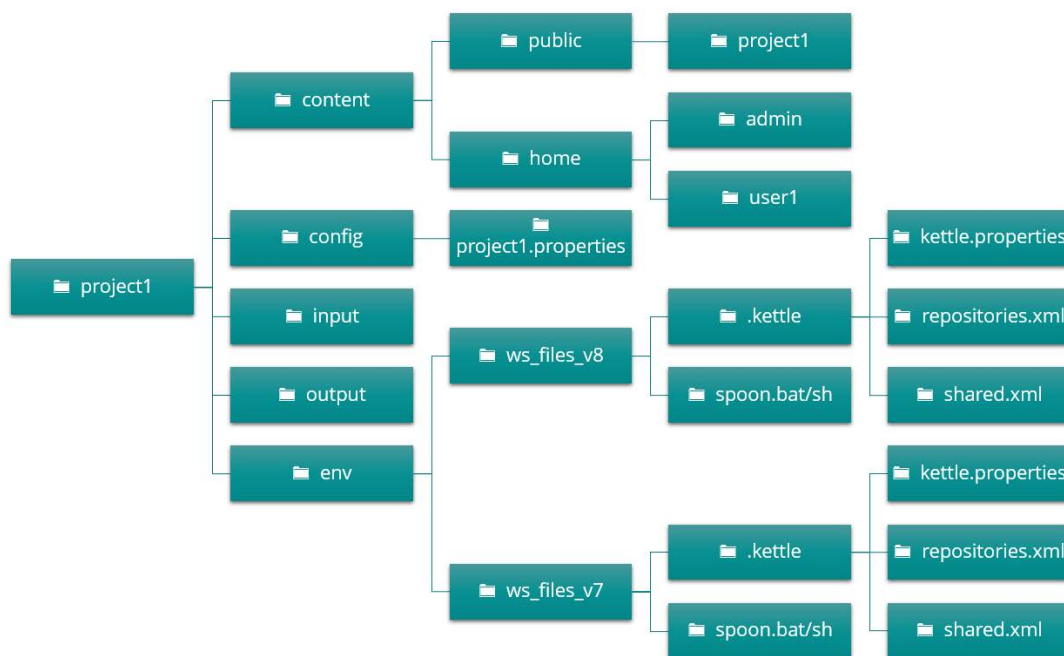 public
project1
content
admin
home
user1
config
project1.properties
kettle.properties
project1
input
.kettle
repositories.xml
ws_files_v8
output
spoon.bat/sh
shared.xml
env
kettle.properties
.kettle
repositories.xml
ws_files_v7
spoon.bat/sh
shared.xml